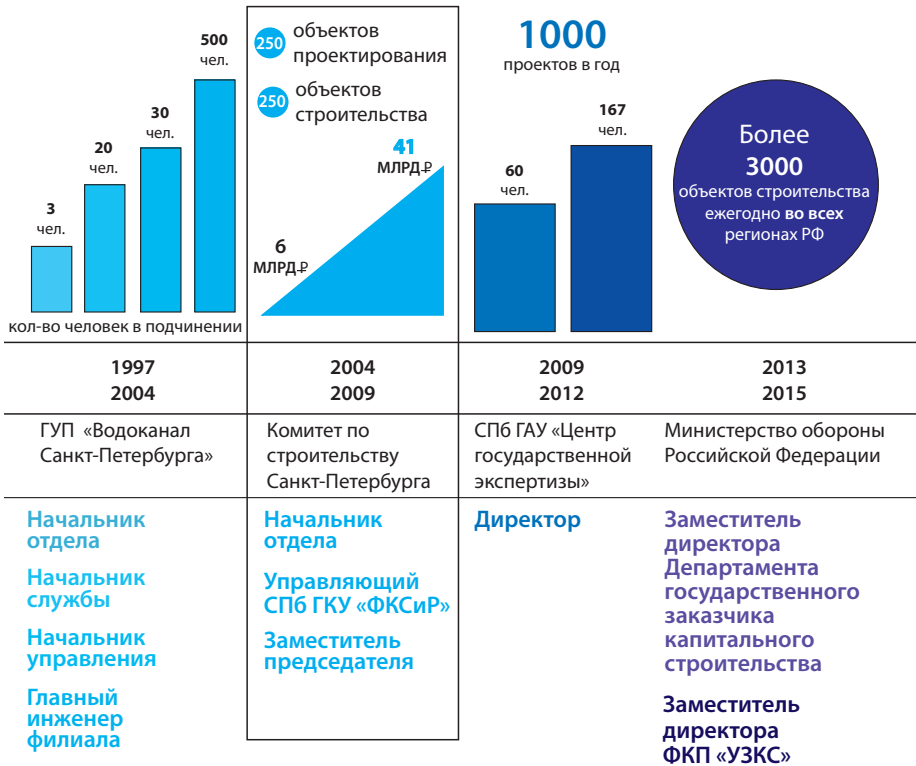 500
чел.
30
чел.
20
чел.
3
чел.
кол-во человек в подчинении
250 объектов
проектирования
250 объектов
строительства
41
МЛРД ₽
6
МЛРД ₽
1000
проектов в год
60
чел.
167
чел.
Более
3000
объектов строительства
ежегодно во всех
регионах РФ
1997
2004
2004
2009
2009
2012
2013
2015
ГУП «Водоканал
Санкт-Петербурга»
Комитет по
строительству
Санкт-Петербурга
СПб ГАУ «Центр
государственной
экспертизы»
Министерство обороны
Российской Федерации
Начальник
отдела
Начальник
службы
Начальник
управления
Главный
инженер
филиала
Начальник
отдела
Управляющий
СПб ГКУ «ФКСиР»
Заместитель
председателя
Директор
Заместитель
директора
Департамента
государственного
заказчика
капитального
строительства
Заместитель
директора
ФКП «УЗКС»